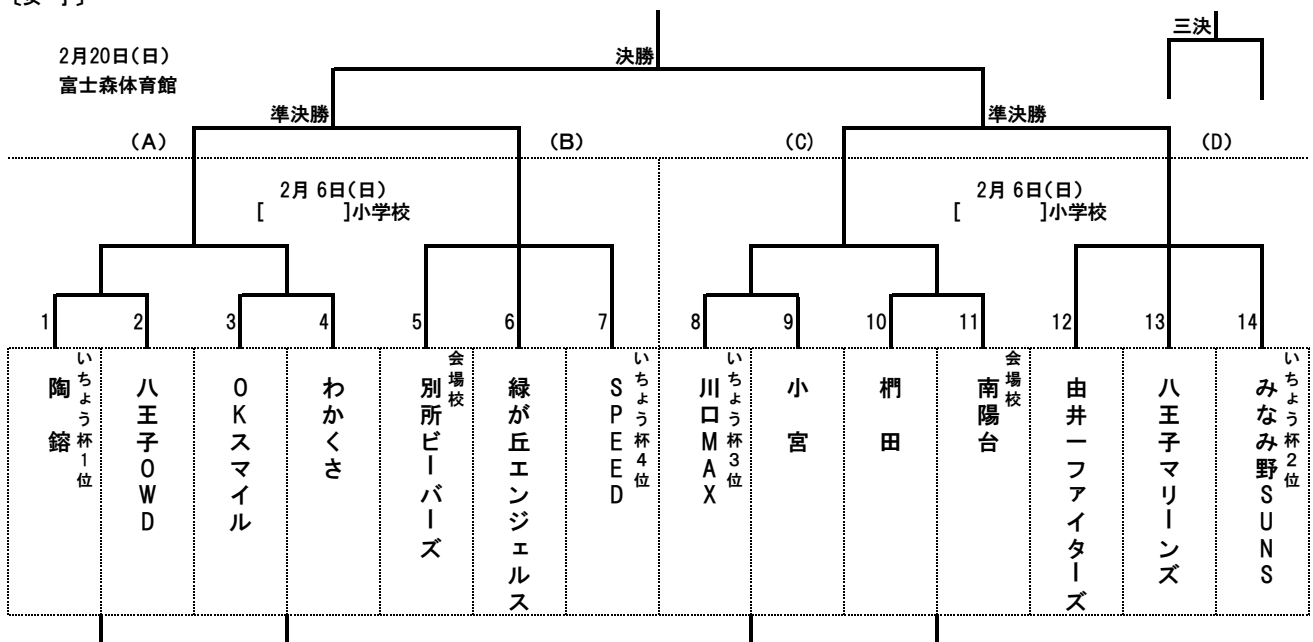 2月20日(日)
富士森体育館
決勝
三決
準決勝
準決勝
(A)
(B)
(C)
(D)
2月 6日(日)
[ ]小学校
2月 6日(日)
[ ]小学校
1
2
3
4
5
6
7
8
9
10
11
12
13
14
いちょう杯1位
陶 鎔
八王子OWD
OKスマイル
わかくさ
会場校
別所ビーバーズ
緑が丘エンジェルス
いちょう杯4位
SPEED
いちょう杯3位
川口MAX
小 宮
椚 田
会場校
南陽台
由井一ファイターズ
八王子マリーンズ
いちょう杯2位
みなみ野SUNS